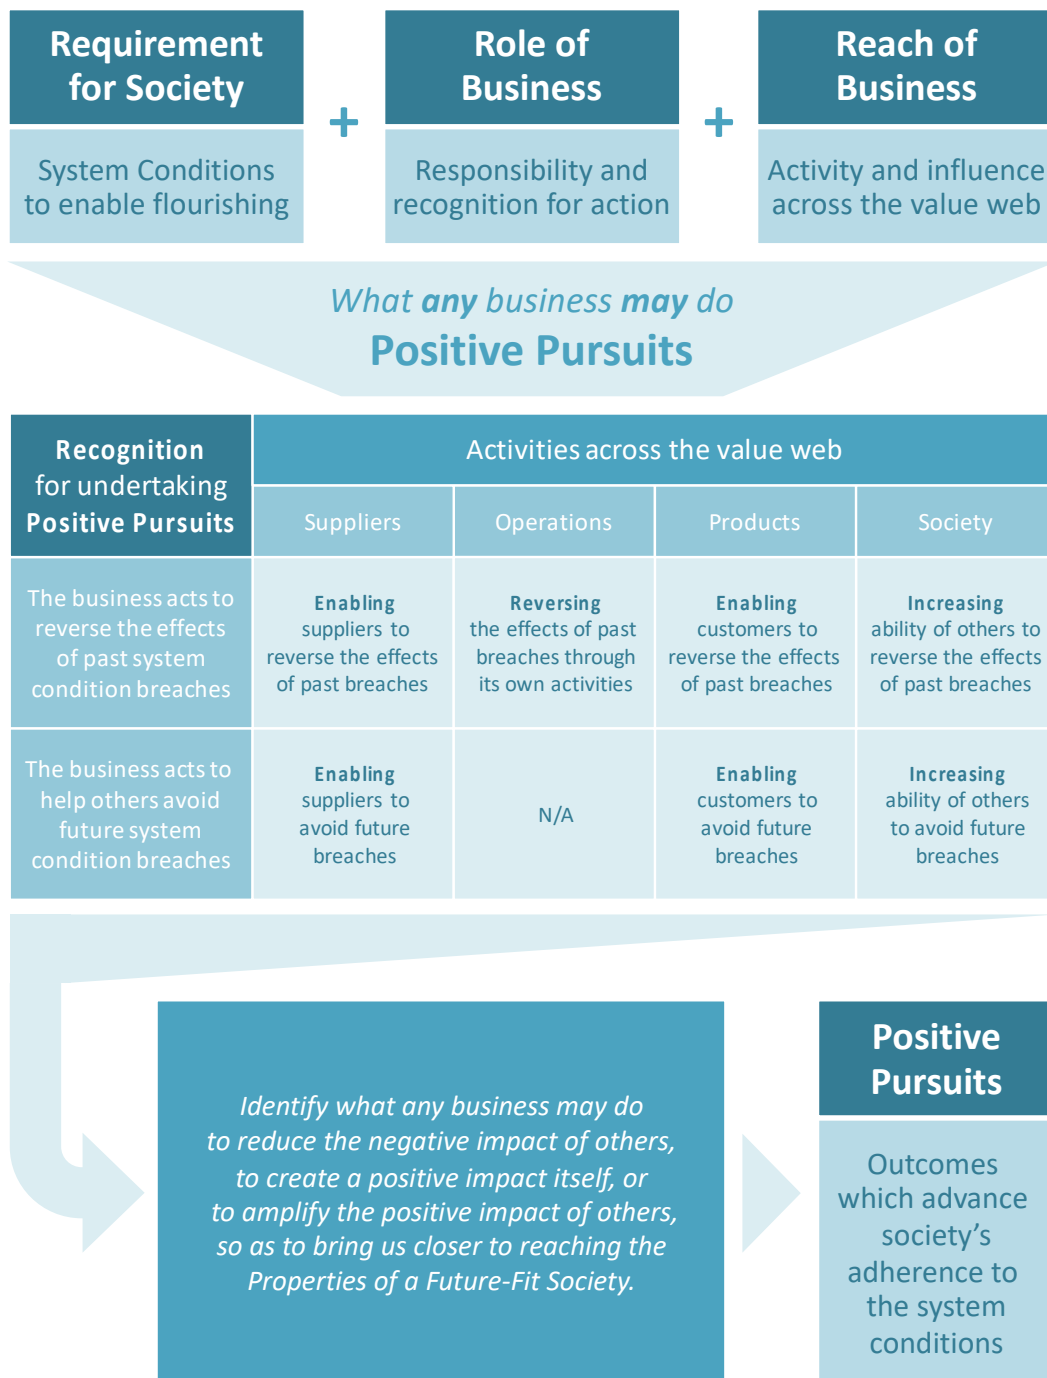 Requirement
for Society
System Conditions
to enable flourishing
+
Role of
Business
Responsibility and
recognition for action
+
Reach of
Business
Activity and influence
across the value web
What any business may do
Positive Pursuits
Recognition
for undertaking
Positive Pursuits
Activities across the value web
Suppliers
Operations
Products
Society
The business acts to
reverse the effects
of past system
condition breaches
Enabling
suppliers to
reverse the effects
of past breaches
Reversing
the effects of past
breaches through
its own activities
Enabling
customers to
reverse the effects
of past breaches
Increasing
ability of others to
reverse the effects
of past breaches
The business acts to
help others avoid
future system
condition breaches
Enabling
suppliers to
avoid future
breaches
N/A
Enabling
customers to
avoid future
breaches
Increasing
ability of others
to avoid future
breaches
Identify what any business may do
to reduce the negative impact of others,
to create a positive impact itself, or
to amplify the positive impact of others,
so as to bring us closer to reaching the
Properties of a Future-Fit Society.
Positive
Pursuits
Outcomes
which advance
society’s
adherence to
the system
conditions